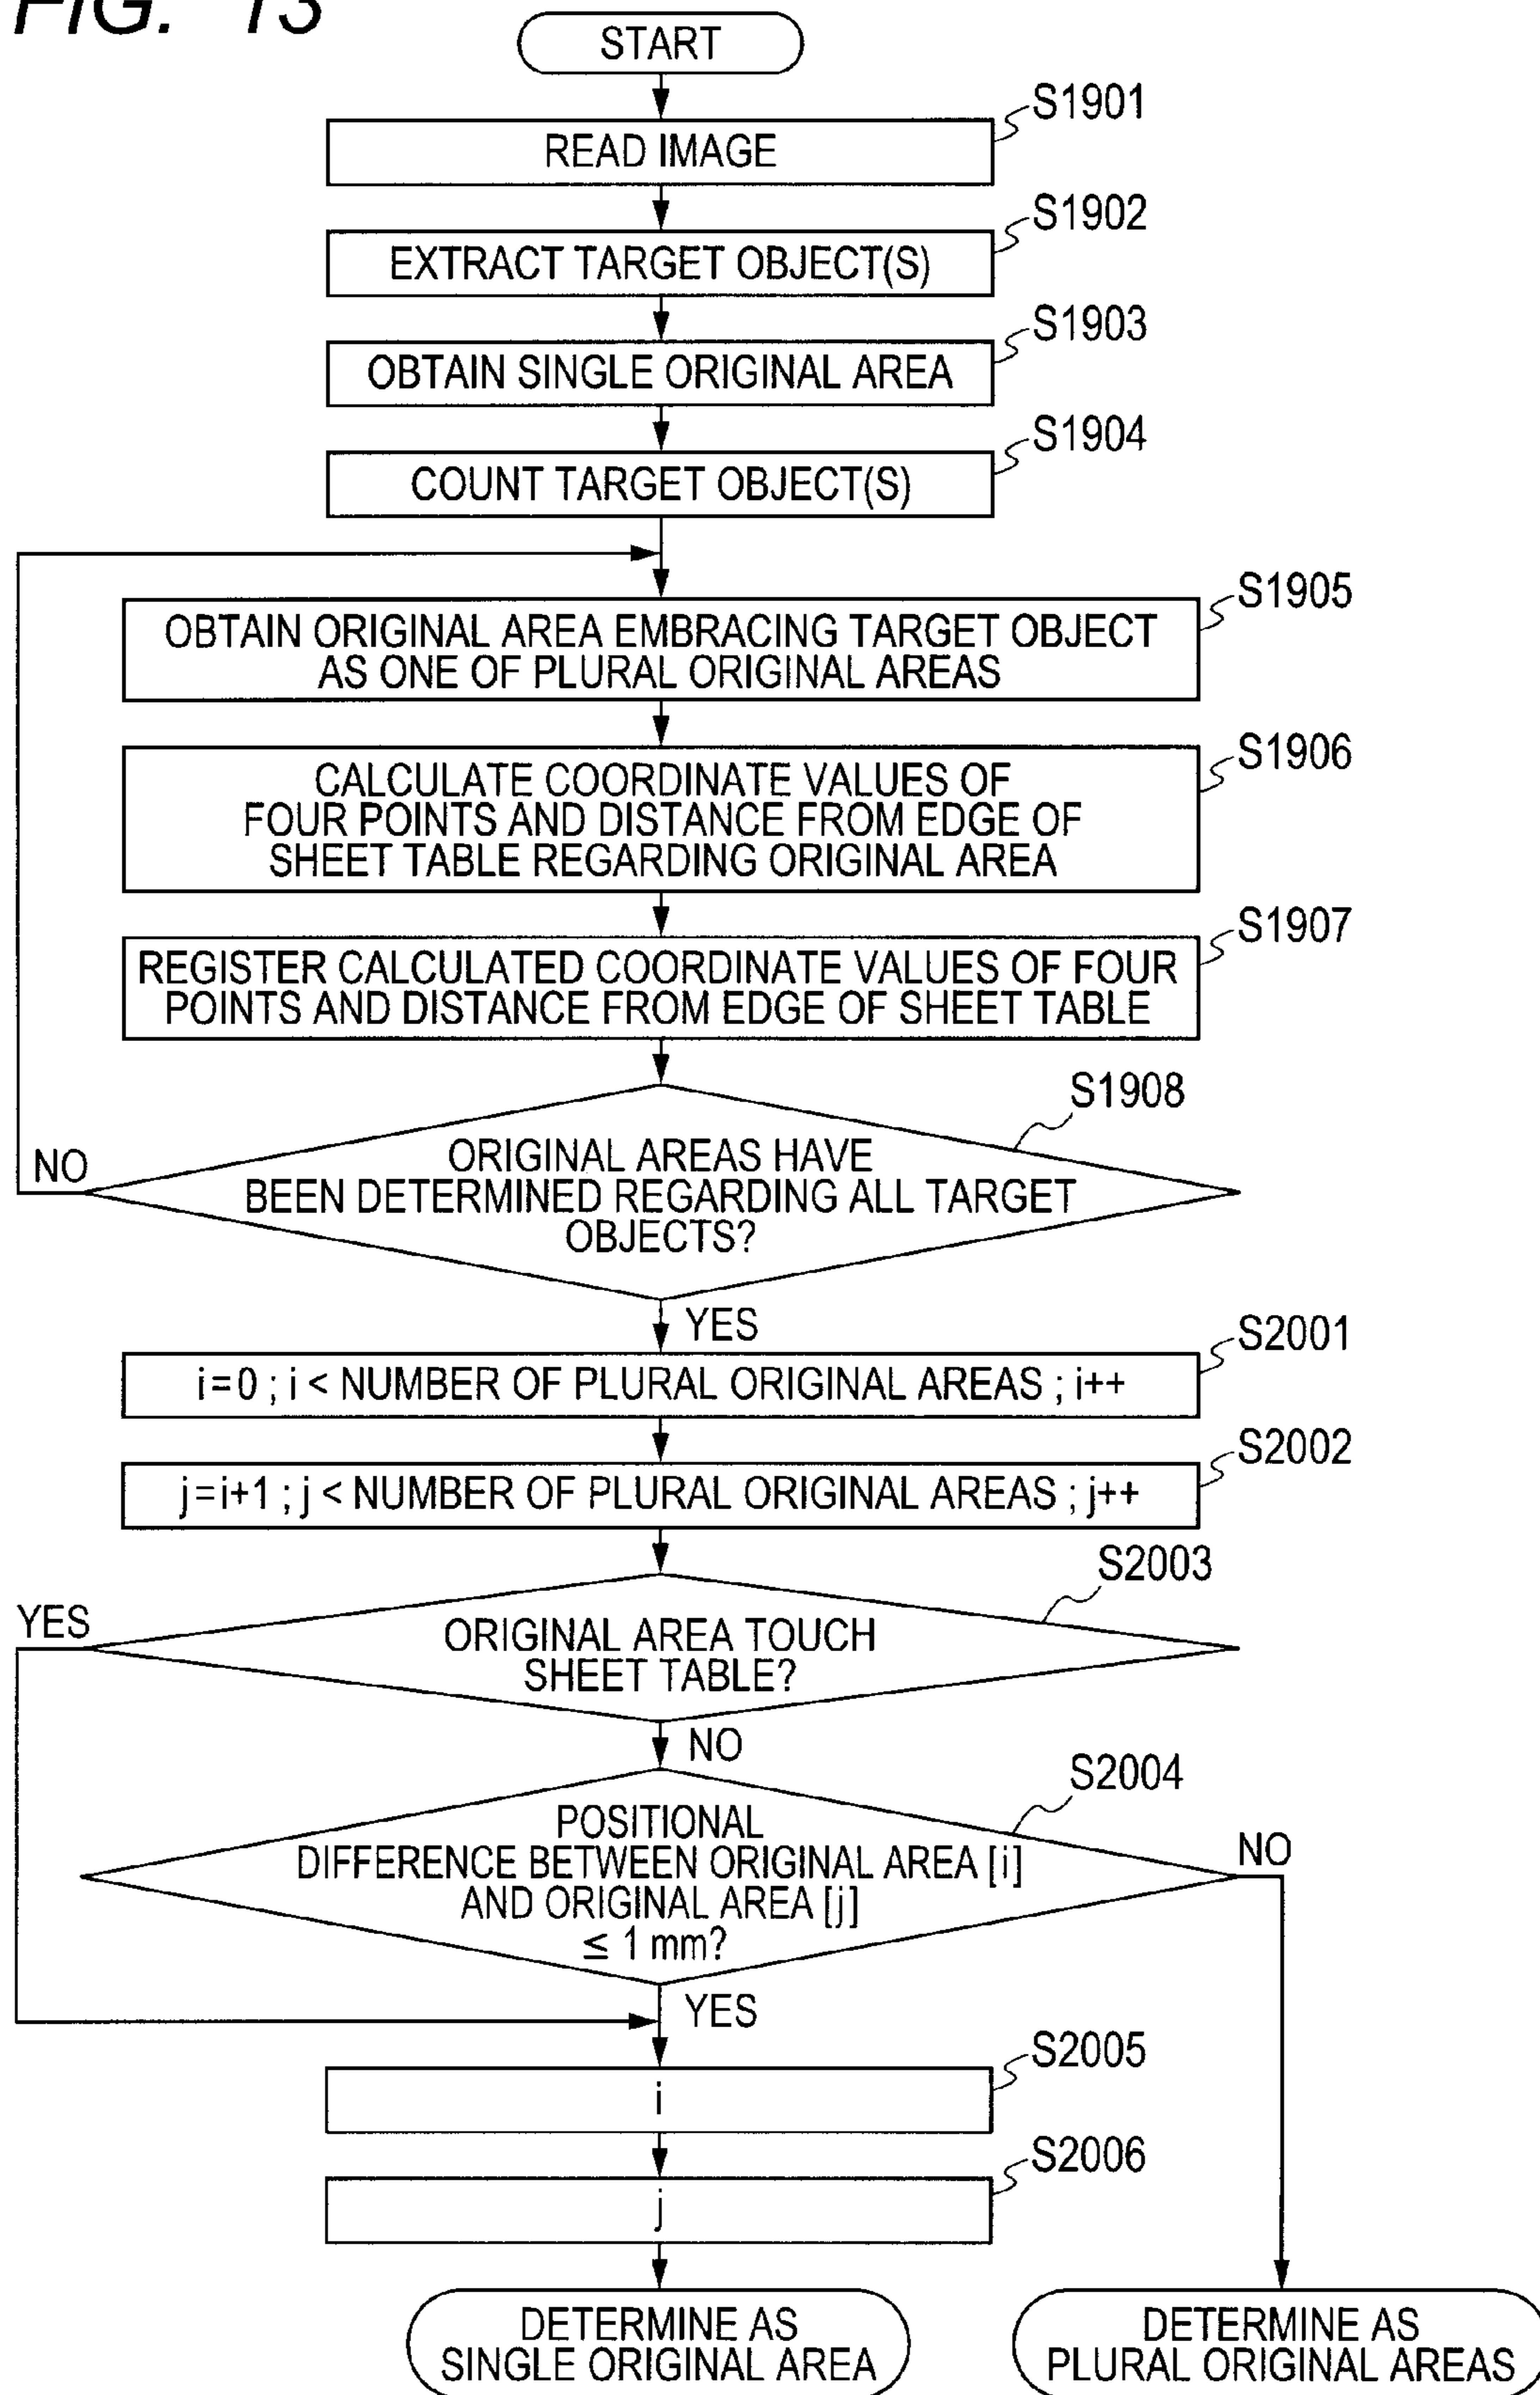 FIG. 13
START
S1901
READ IMAGE
S1902
EXTRACT TARGET OBJECT(S)
S1903
OBTAIN SINGLE ORIGINAL AREA
S1904
COUNT TARGET OBJECT(S)
S1905
OBTAIN ORIGINAL AREA EMBRACING TARGET OBJECT
AS ONE OF PLURAL ORIGINAL AREAS
S1906
CALCULATE COORDINATE VALUES OF
FOUR POINTS AND DISTANCE FROM EDGE OF
SHEET TABLE REGARDING ORIGINAL AREA
S1907
REGISTER CALCULATED COORDINATE VALUES OF FOUR
POINTS AND DISTANCE FROM EDGE OF SHEET TABLE
S1908
NO
ORIGINAL AREAS HAVE
BEEN DETERMINED REGARDING ALL TARGET
OBJECTS?
YES
S2001
i=0 ; i < NUMBER OF PLURAL ORIGINAL AREAS ; i++
S2002
j=i+1 ; j < NUMBER OF PLURAL ORIGINAL AREAS ; j++
S2003
YES
ORIGINAL AREA TOUCH
SHEET TABLE?
NO
S2004
POSITIONAL
DIFFERENCE BETWEEN ORIGINAL AREA [i]
AND ORIGINAL AREA [j]
≤ 1 mm?
NO
YES
S2005
i
S2006
j
DETERMINE AS
SINGLE ORIGINAL AREA
DETERMINE AS
PLURAL ORIGINAL AREAS